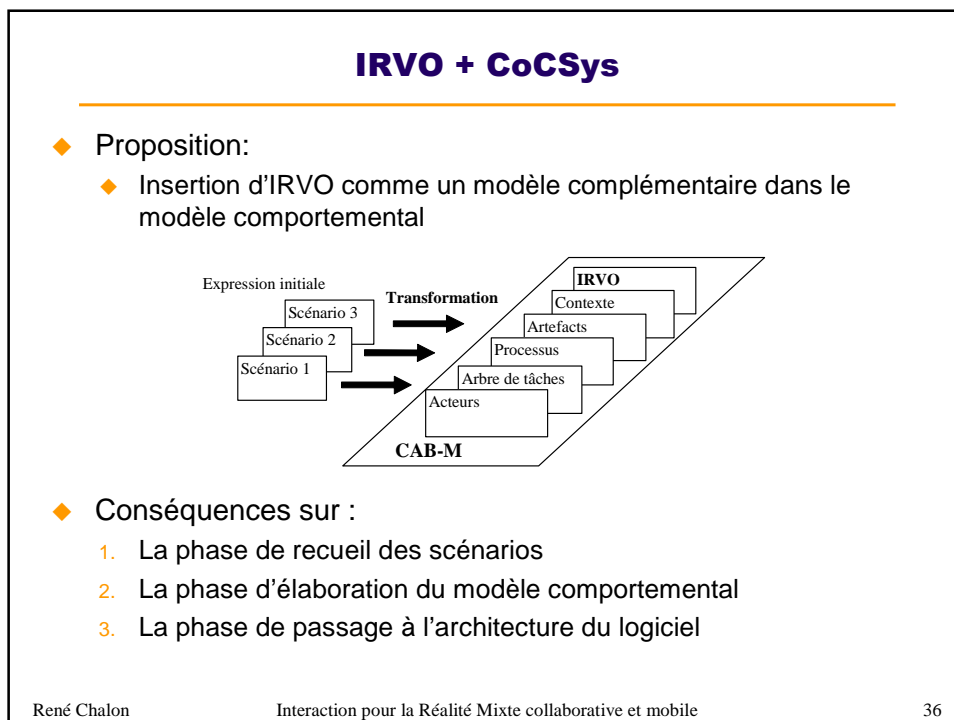 IRVO + CoCSys
Proposition:
Insertion d'IRVO comme un modèle complémentaire dans le
modèle comportemental
Expression initiale
Scénario 3
Scénario 2
Scénario 1
Transformation
IRVO
Contexte
Artefacts
Processus
Arbre de tâches
Acteurs
CAB-M
Conséquences sur :
1. La phase de recueil des scénarios
2. La phase d'élaboration du modèle comportemental
3. La phase de passage à l'architecture du logiciel
René Chalon Interaction pour la Réalité Mixte collaborative et mobile 36